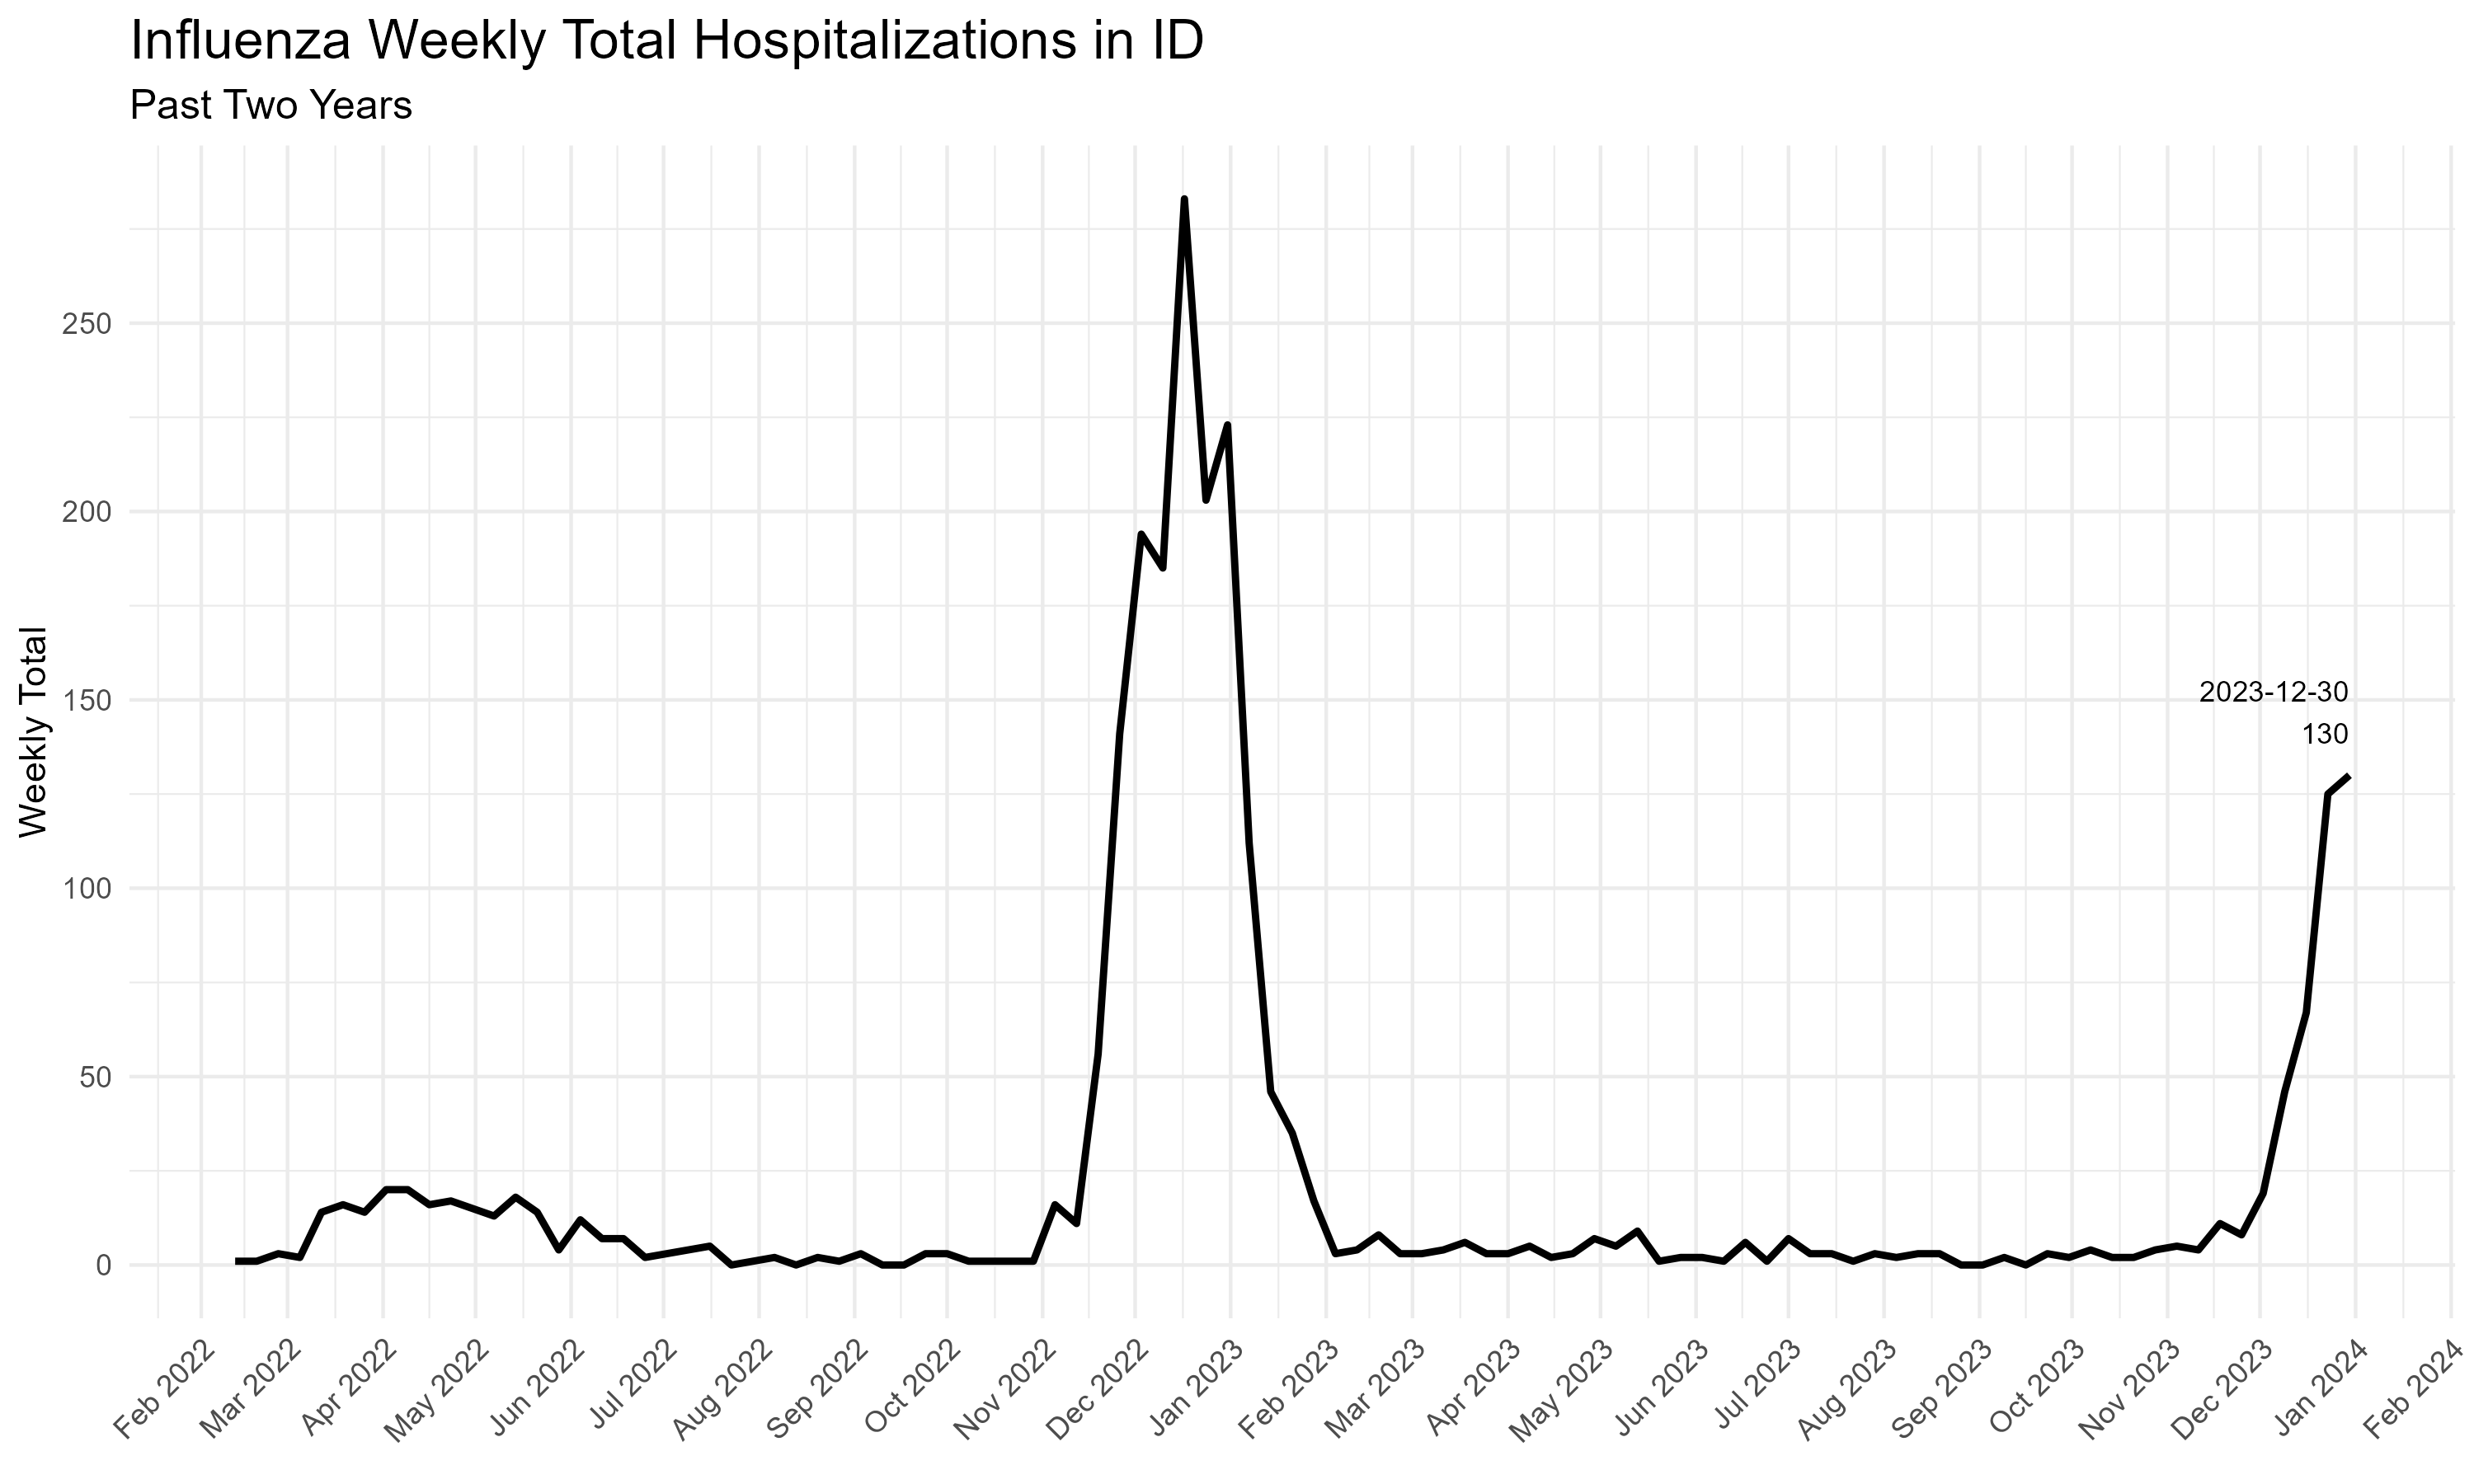 Influenza Weekly Total Hospitalizations in ID
Past Two Years
Weekly Total
250
200
150
100
50
0
2023-12-30
130
Feb 2022
Mar 2022
Apr 2022
May 2022
Jun 2022
Jul 2022
Aug 2022
Sep 2022
Oct 2022
Nov 2022
Dec 2022
Jan 2023
Feb 2023
Mar 2023
Apr 2023
May 2023
Jun 2023
Jul 2023
Aug 2023
Sep 2023
Oct 2023
Nov 2023
Dec 2023
Jan 2024
Feb 2024